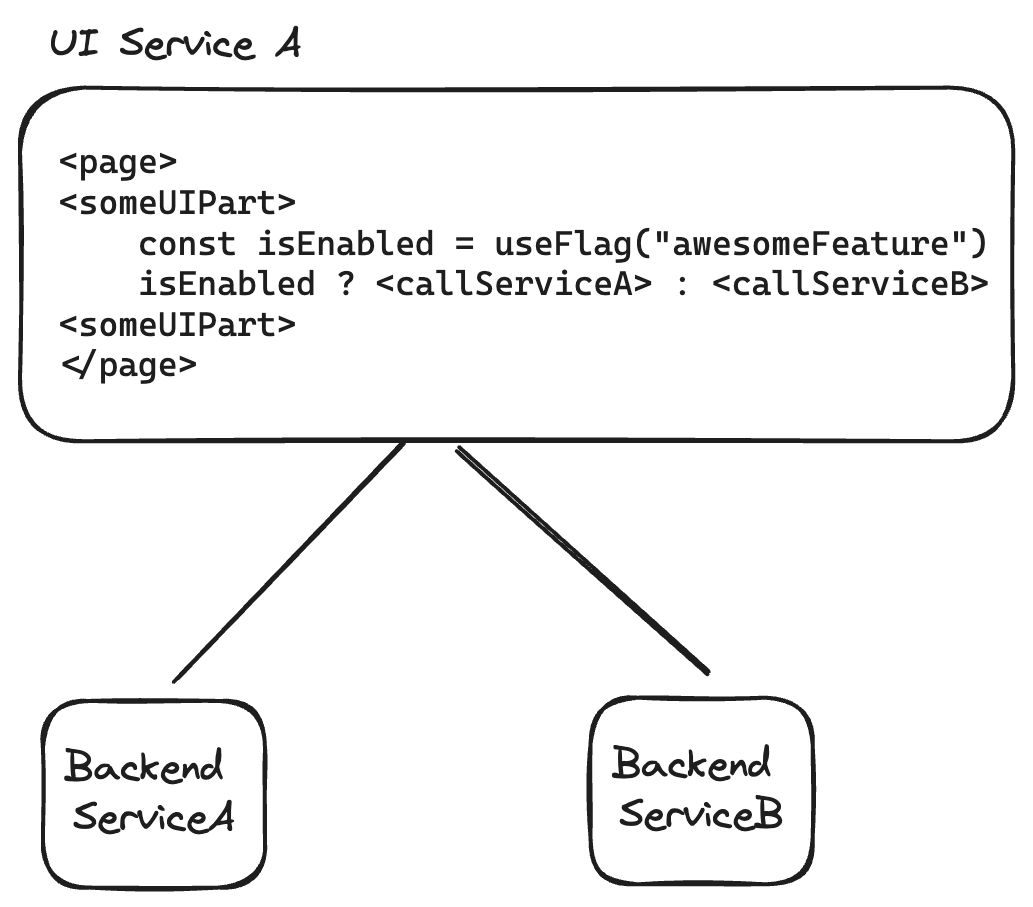 UI Service A
<page>
<someUIPart>
    const isEnabled = useFlag("awesomeFeature")
    isEnabled ? <callServiceA> : <callServiceB>
<someUIPart>
</page>
Backend
ServiceA
Backend
ServiceB